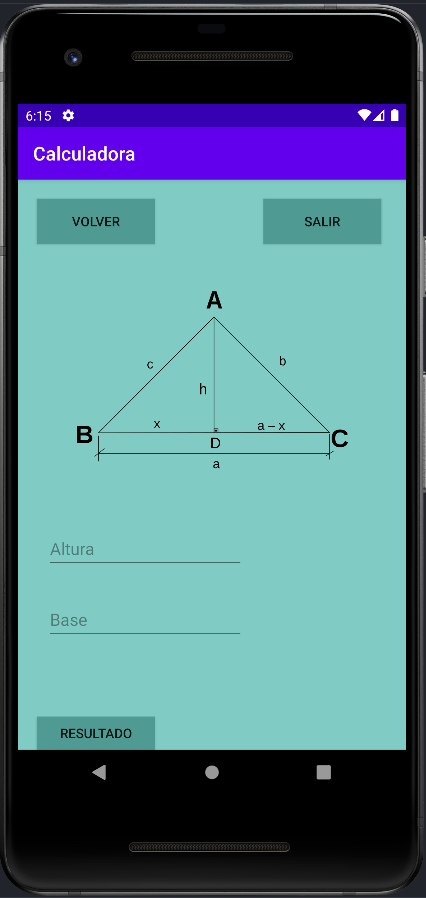 6:15
Calculadora
VOLVER SALIR
A
c b
h
B x a – x C
D
a
Altura
Base
RESULTADO